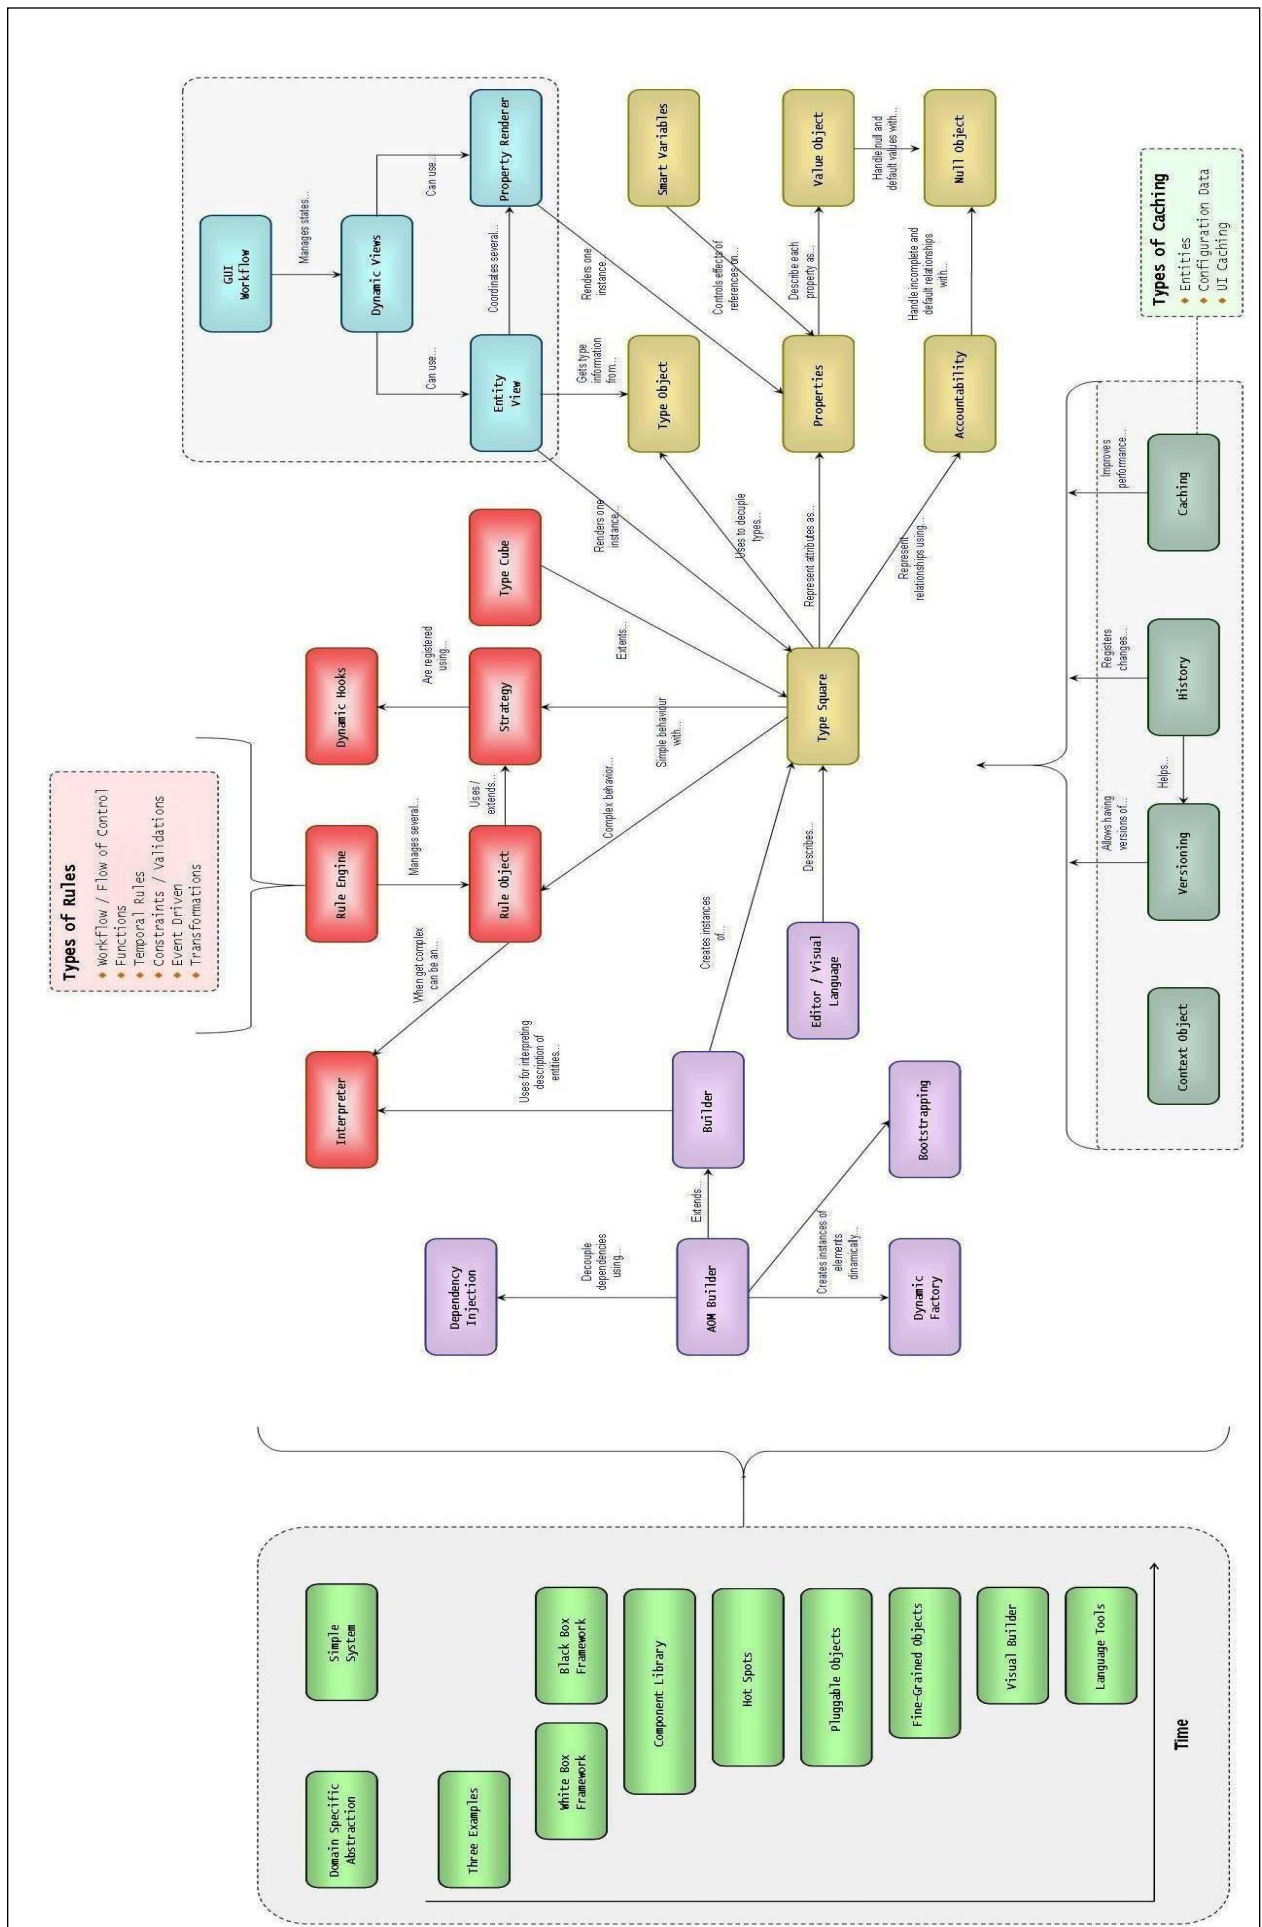 Types of Rules
Workflow / Flow of Control
Functions
Temporal Rules
Constraints / Validations
Event Driven
Transformations
GUI
Workflow
Manages states...
Dynamic Views
Can use...
Can use...
Entity
View
Coordinates several...
Property Renderer
Gets type
information
from...
Renders one
instance...
Renders one
instance...
Smart Variables
Controls effect of
references on...
Type Object
Properties
Describe each
property as...
Value Object
Handle null and
default values with...
Null Object
Accountability
Handle incomplete and
default relationships
with...
Interpreter
Rule Engine
Dynamic Hooks
Manages several...
Are registered
using...
When get complex
can be an...
Rule Object
Uses /
extends...
Strategy
Type Cube
Extents...
Complex behavior...
Simple behaviour
with...
Uses to decuple
types...
Represent attributes as...
Represent
relationships using...
Type Square
Uses for interpreting
description of
entities...
Creates instances
of...
Describes...
Editor / Visual
Language
Dependency
Injection
Decouple
dependencies
using...
AOM Builder
Extends...
Builder
Creates instances of
elements
dinamically...
Dynamic
Factory
Bootstrapping
Allows having
versions of...
Registers
changes...
Improves
performance...
Context Object
Versioning
Helps...
History
Caching
Types of Caching
Entities
Configuration Data
UI Caching
Domain Specific
Abstraction
Simple
System
Three Examples
White Box
Framework
Black Box
Framework
Component Library
Hot Spots
Pluggable Objects
Fine-Grained Objects
Visual Builder
Language Tools
Time